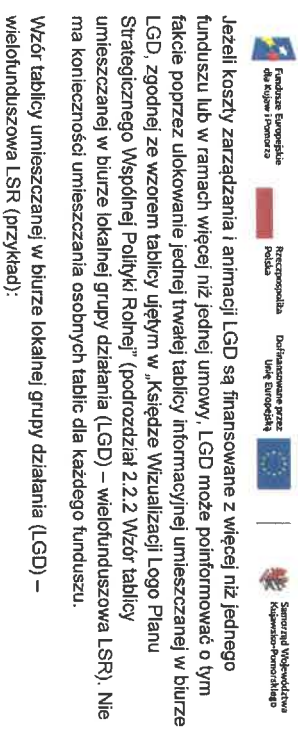 Fundusze Europejskie
dla Kujaw i Pomorza
Rzeczpospolita
Polska
Dofinansowane przez
Unię Europejską
Samorząd Województwa
Kujawsko-Pomorskiego
Jeżeli koszty zarządzania i animacji LGD są finansowane z więcej niż jednego
funduszu lub w ramach więcej niż jednej umowy, LGD może poinformować o tym
fakcie poprzez ulokowanie jednej trwałej tablicy informacyjnej umieszczanej w biurze
LGD, zgodnej ze wzorem tablicy ujętym w „Księdze Wizualizacji Logo Planu
Strategicznego Wspólnej Polityki Rolnej” (podrozdział 2.2.2 Wzór tablicy
umieszczanej w biurze lokalnej grupy działania (LGD) – wielofunduszowa LSR). Nie
ma konieczności umieszczania osobnych tablic dla każdego funduszu.
Wzór tablicy umieszczanej w biurze lokalnej grupy działania (LGD) –
wielofunduszowa LSR (przykład):